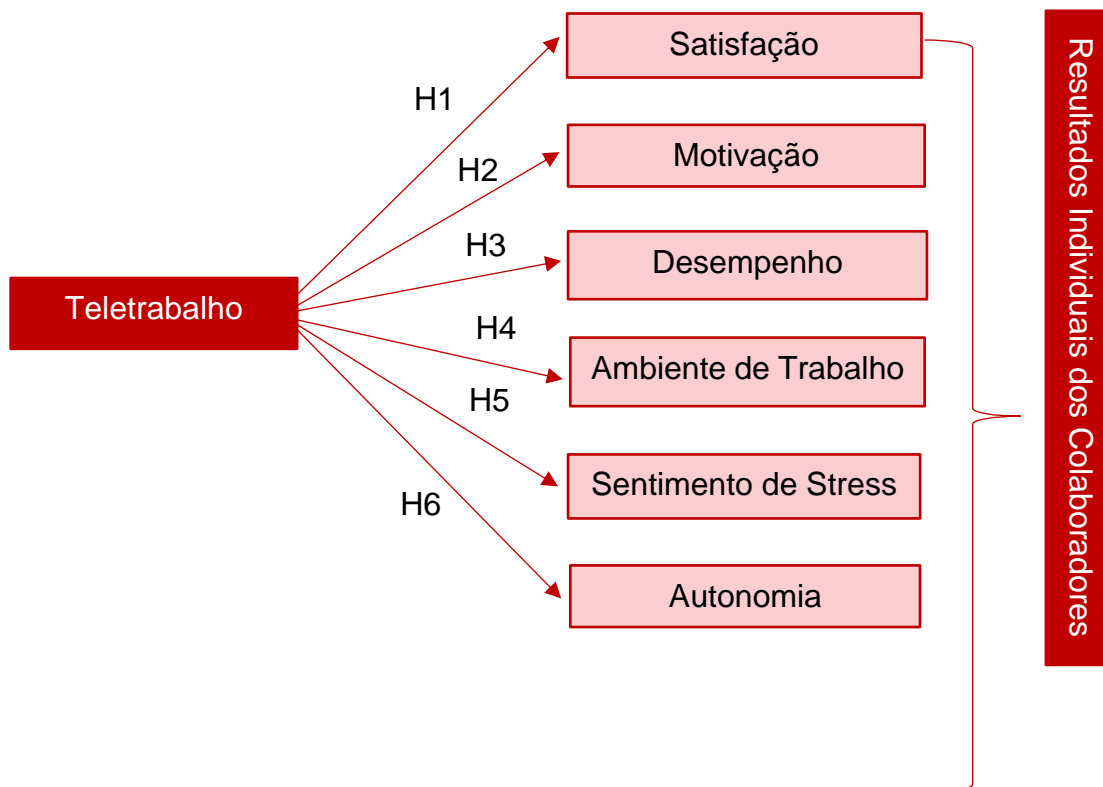 Teletrabalho
H1
H2
H3
H4
H5
H6
Satisfação
Motivação
Desempenho
Ambiente de Trabalho
Sentimento de Stress
Autonomia
Resultados Individuais dos Colaboradores